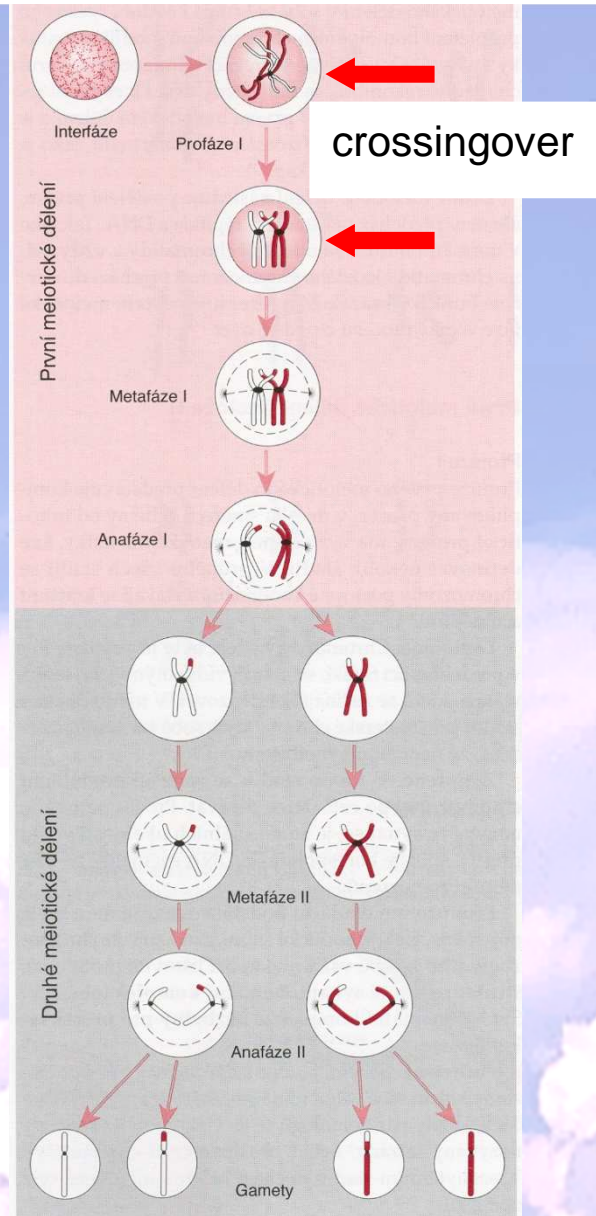 Interfáze
Profáze I
crossingover
První meiotické dělení
Metafáze I
Anafáze I
Druhé meiotické dělení
Metafáze II
Anafáze II
Gamety